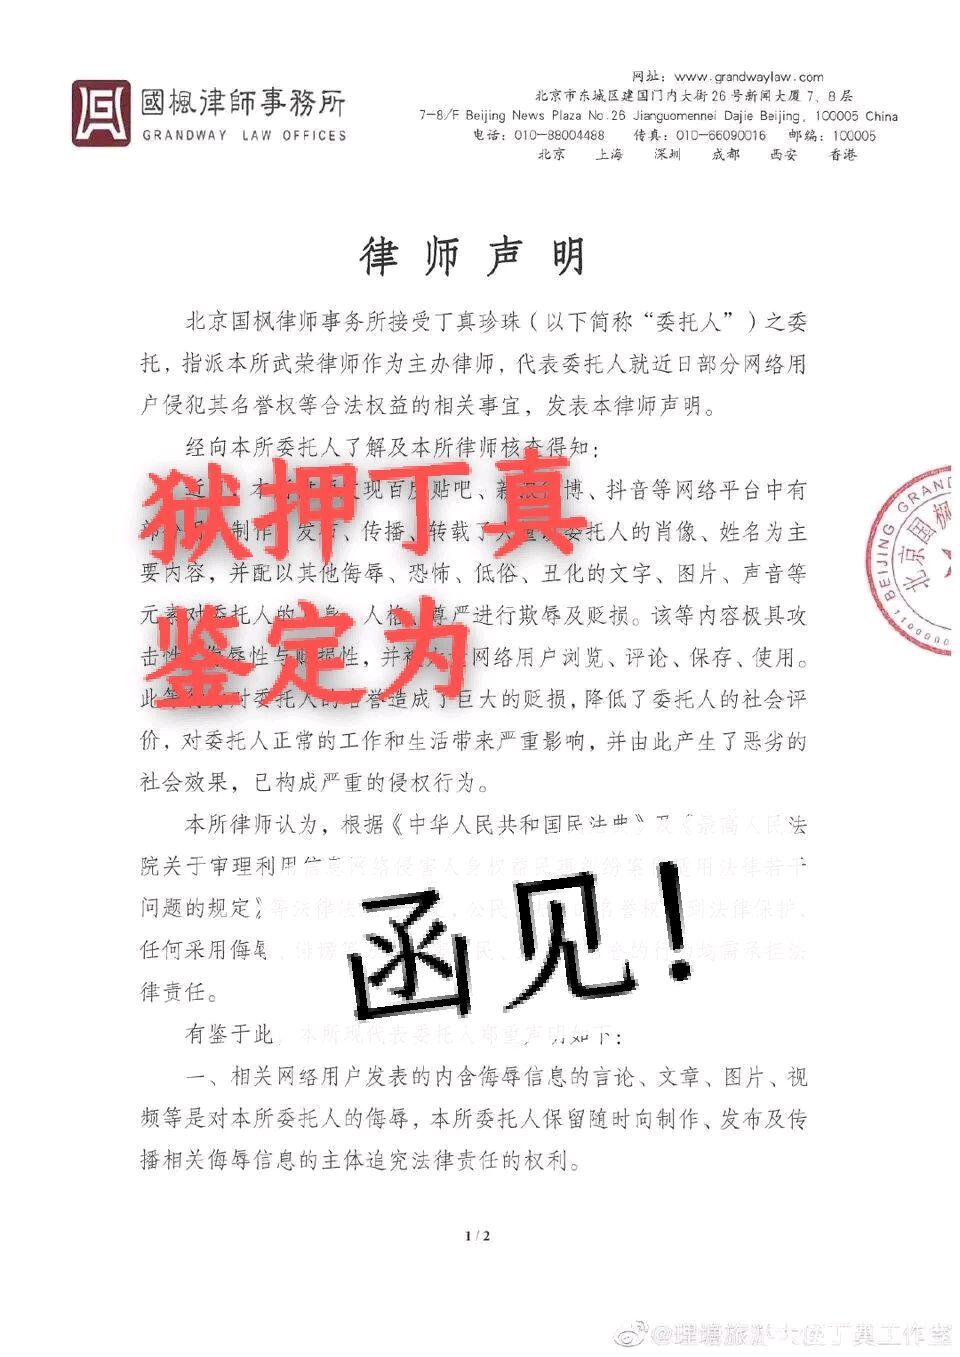 國楓律師事務所
GRANDWAY LAW OFFICES
网址：www.grandwaylaw.com
北京市东城区建国门内大街26号新闻大厦7、8层
7-8/F Beijing News Plaza No.26 Jianguomennei Dajie Beijing, 100005 China
电话：010-88004488 传真：010-66090016 邮编：100005
北京 上海 深圳 成都 西安 香港
律师声明
北京国枫律师事务所接受丁真珍珠（以下简称“委托人”）之委
托，指派本所武荣律师作为主办律师，代表委托人就近日部分网络用
户侵犯其名誉权等合法权益的相关事宜，发表本律师声明。
经向本所委托人了解及本所律师核查得知：
近 本 发现百度贴吧、新 博、抖音等网络平台中有
狱押丁真
部 制作、发布、传播、转载了大 委托人的肖像、姓名为主
要内容，并配以其他侮辱、恐怖、低俗、丑化的文字、图片、声音等
元素对委托人的 人格 尊严进行欺辱及贬损。该等内容极具攻
鉴定为
击性 侮辱性与贬损性，并被大量网络用户浏览、评论、保存、使用。
此等 对委托人的名誉造成了巨大的贬损，降低了委托人的社会评
价，对委托人正常的工作和生活带来严重影响，并由此产生了恶劣的
社会效果，已构成严重的侵权行为。
本所律师认为，根据《中华人民共和国民法典》及《最高人民法
院关于审理利用信息网络侵害人身权益民事纠纷案件适用法律若干
问题的规定》等法律法 ，公民 名誉权 到法律保护，
函见！
任何采用侮辱、诽谤等 民、 的行为均需承担法
律责任。
有鉴于此，本所现代表委托人郑重声明如下：
一、相关网络用户发表的内含侮辱信息的言论、文章、图片、视
频等是对本所委托人的侮辱，本所委托人保留随时向制作、发布及传
播相关侮辱信息的主体追究法律责任的权利。
BEIJING GRAND
北京国枫
1100000
1 / 2
@理塘旅游大使丁真工作室